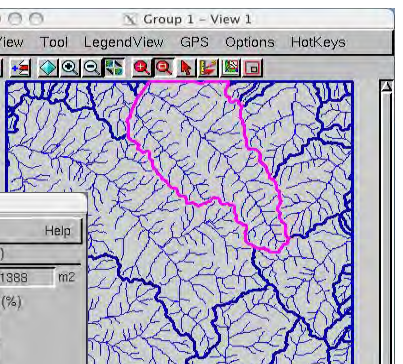 Group 1 - View 1
View Tool LegendView GPS Options HotKeys
Help
)
1388 m2
(%)